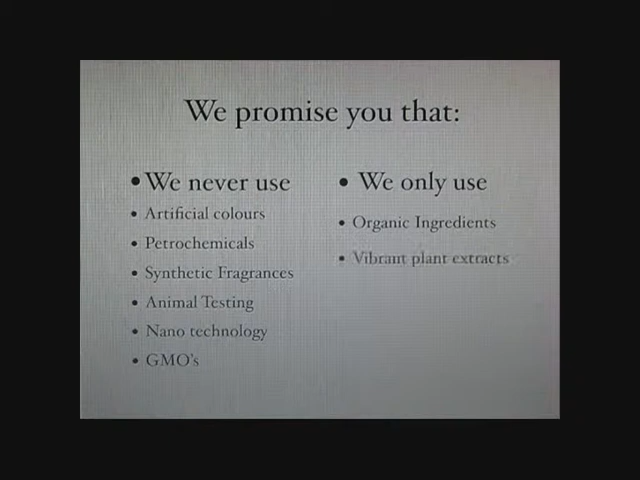 We promise you that:
• We never use
• Artificial colours
• Petrochemicals
• Synthetic Fragrances
• Animal Testing
• Nano technology
• GMO's
• We only use
• Organic Ingredients
• Vibrant plant extracts